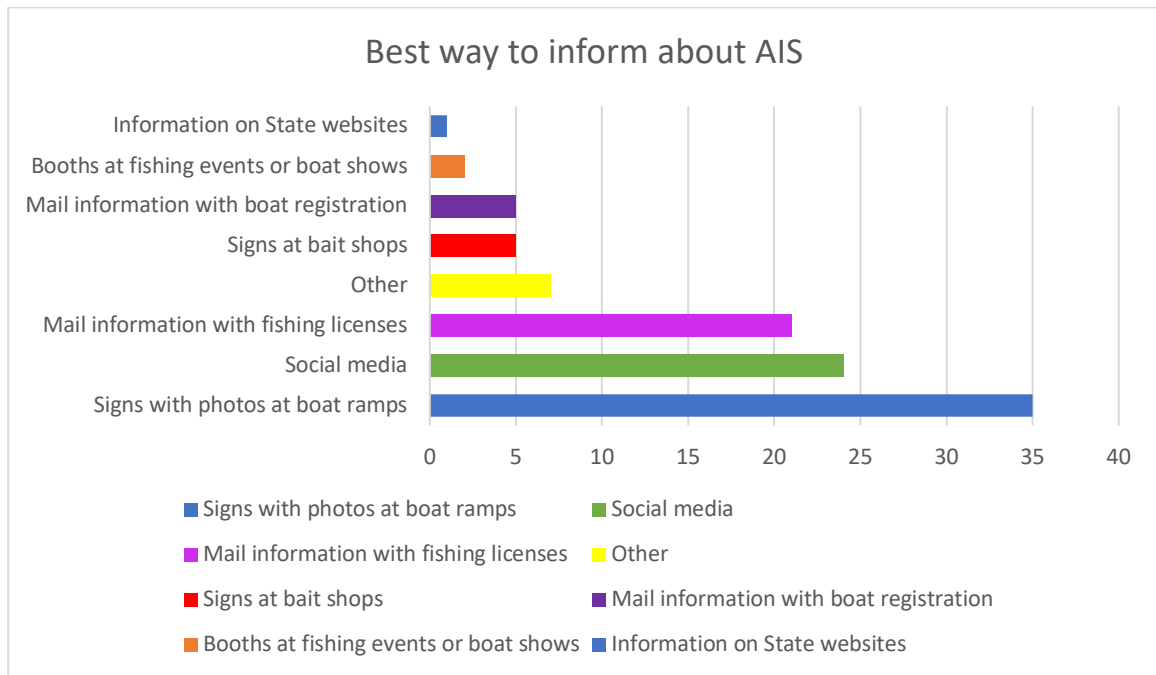 Best way to inform about AIS
Information on State websites
Booths at fishing events or boat shows
Mail information with boat registration
Signs at bait shops
Other
Mail information with fishing licenses
Social media
Signs with photos at boat ramps
0 5 10 15 20 25 30 35 40
Signs with photos at boat ramps Social media
Mail information with fishing licenses Other
Signs at bait shops Mail information with boat registration
Booths at fishing events or boat shows Information on State websites